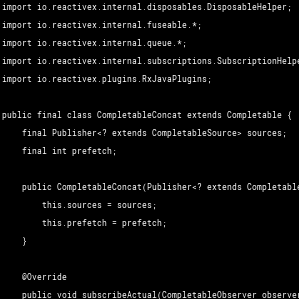 import io.reactivex.internal.disposables.DisposableHelper;
import io.reactivex.internal.fuseable.*;
import io.reactivex.internal.queue.*;
import io.reactivex.internal.subscriptions.SubscriptionHelpe
import io.reactivex.plugins.RxJavaPlugins;
public final class CompletableConcat extends Completable {
final Publisher<? extends CompletableSource> sources;
final int prefetch;
public CompletableConcat(Publisher<? extends Completable
this.sources = sources;
this.prefetch = prefetch;
}
@Override
public void subscribeActual(CompletableObserver observer